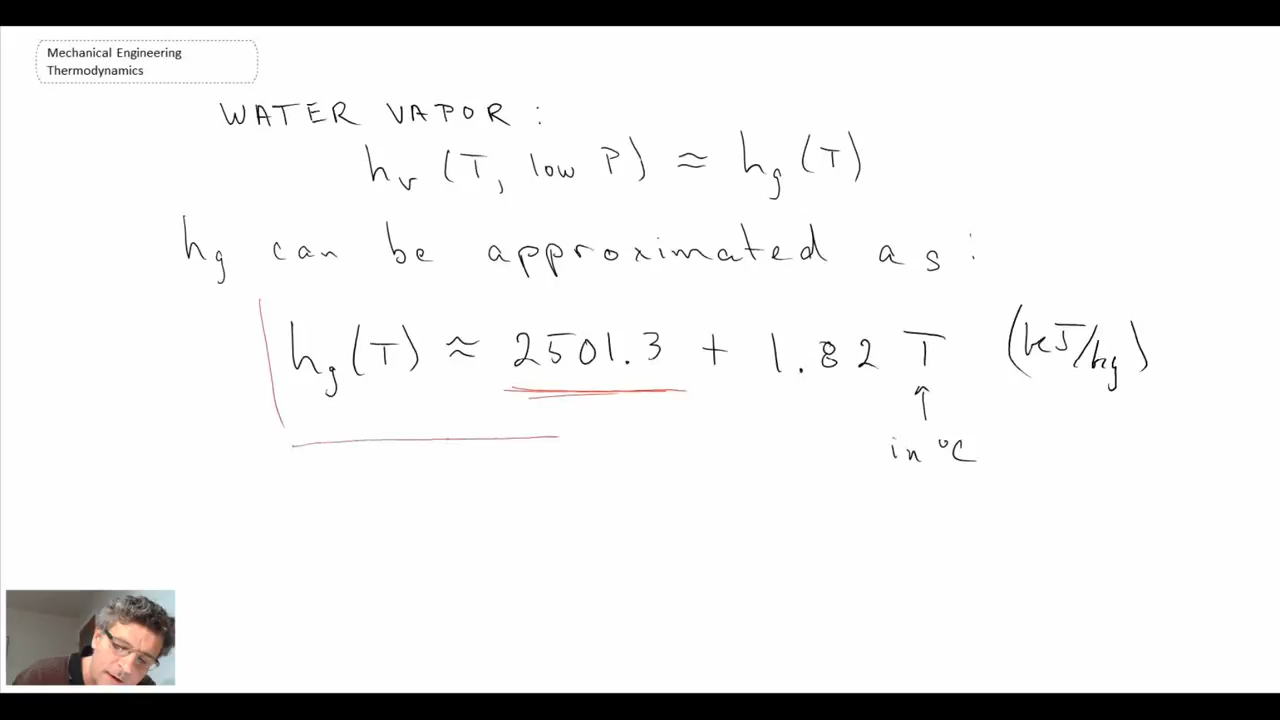 Mechanical Engineering
Thermodynamics
WATER VAPOR:
hv (T, low P) ≈ hg (T)
hg can be approximated as:
hg (T) ≈ 2501.3 + 1.82 T (kJ/kg)
↑
in °C